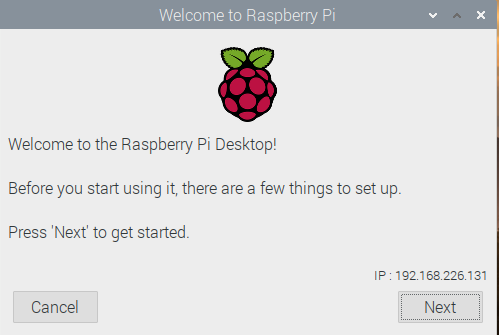 Welcome to Raspberry Pi
Welcome to the Raspberry Pi Desktop!
Before you start using it, there are a few things to set up.
Press 'Next' to get started.
IP : 192.168.226.131
Cancel
Next